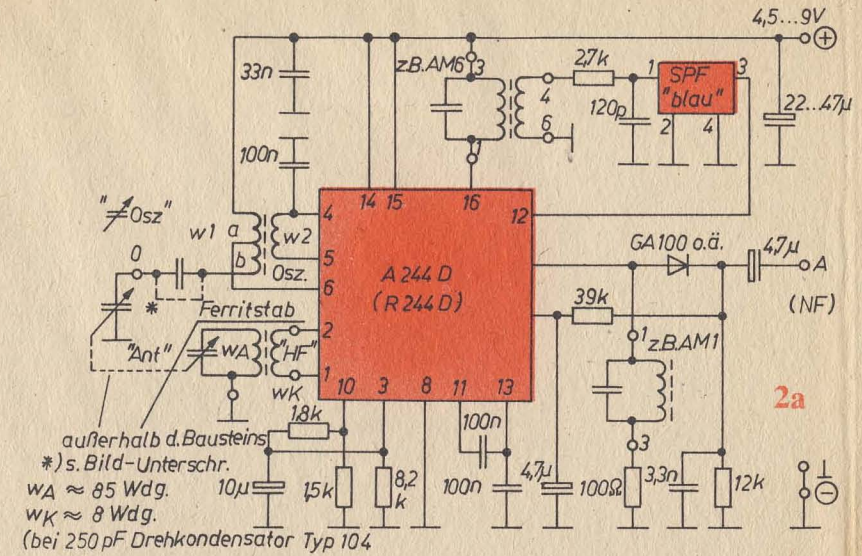 4,5...9V
z.B.AM6
3
33n
2,7k
1
SPF
"blau"
3
4
120p
2
4
22...47µ
6
100n
1
14
15
16
12
4
"Osz"
w1
a
w2
b
Osz.
5
6
0
*
A 244 D
(R 244 D)
GA100 o.ä.
4,7µ
A
(NF)
39k
Ferritstab
"Ant"
wA
"HF"
2
1
wK
1
z.B.AM1
10
3
8
11
13
2a
1,8k
100n
3
außerhalb d. Bausteins
*) s. Bild-Unterschr.
wA ≈ 85 Wdg.
wK ≈ 8 Wdg.
(bei 250 pF Drehkondensator Typ 104
10µ
1,5k
8,2
k
100n
4,7µ
100Ω
3,3n
12k
⊥